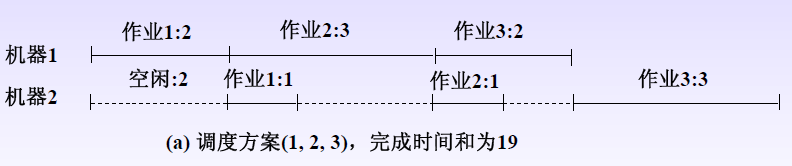 作业1:2 作业2:3 作业3:2
机器1
空闲:2 作业1:1 作业2:1 作业3:3
机器2
(a) 调度方案(1, 2, 3)，完成时间和为19